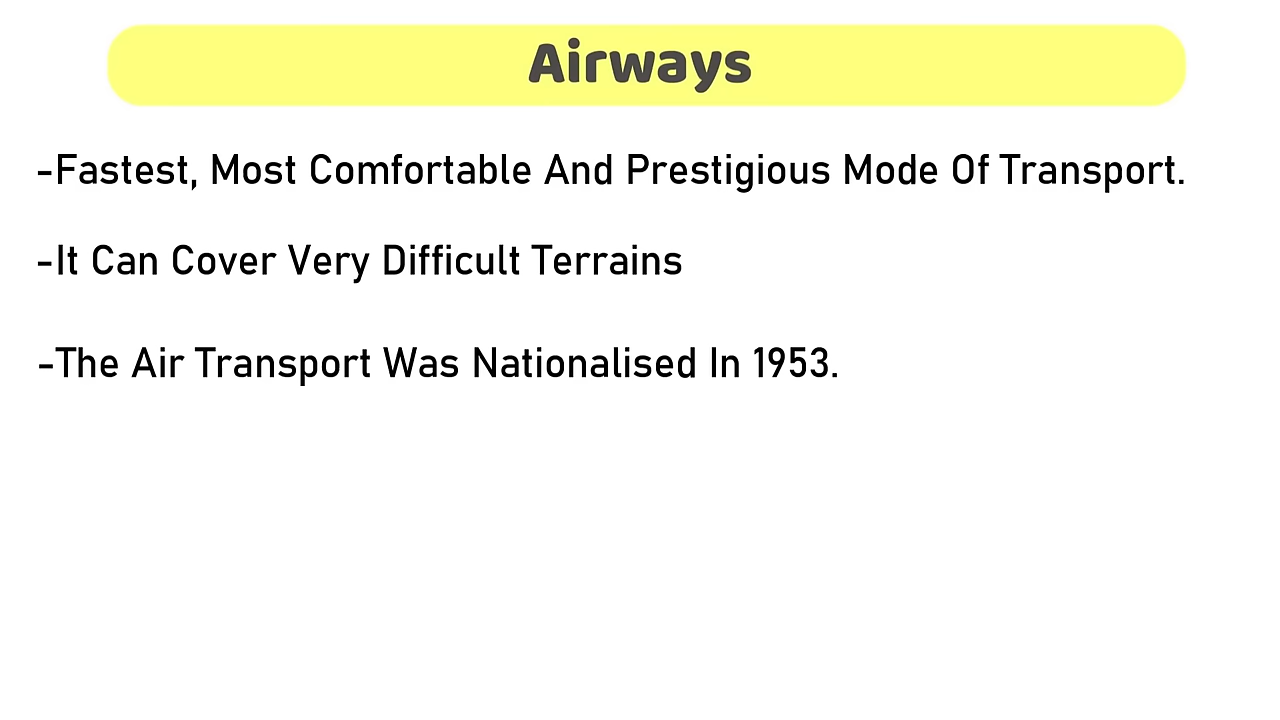 Airways
-Fastest, Most Comfortable And Prestigious Mode Of Transport.
-It Can Cover Very Difficult Terrains
-The Air Transport Was Nationalised In 1953.